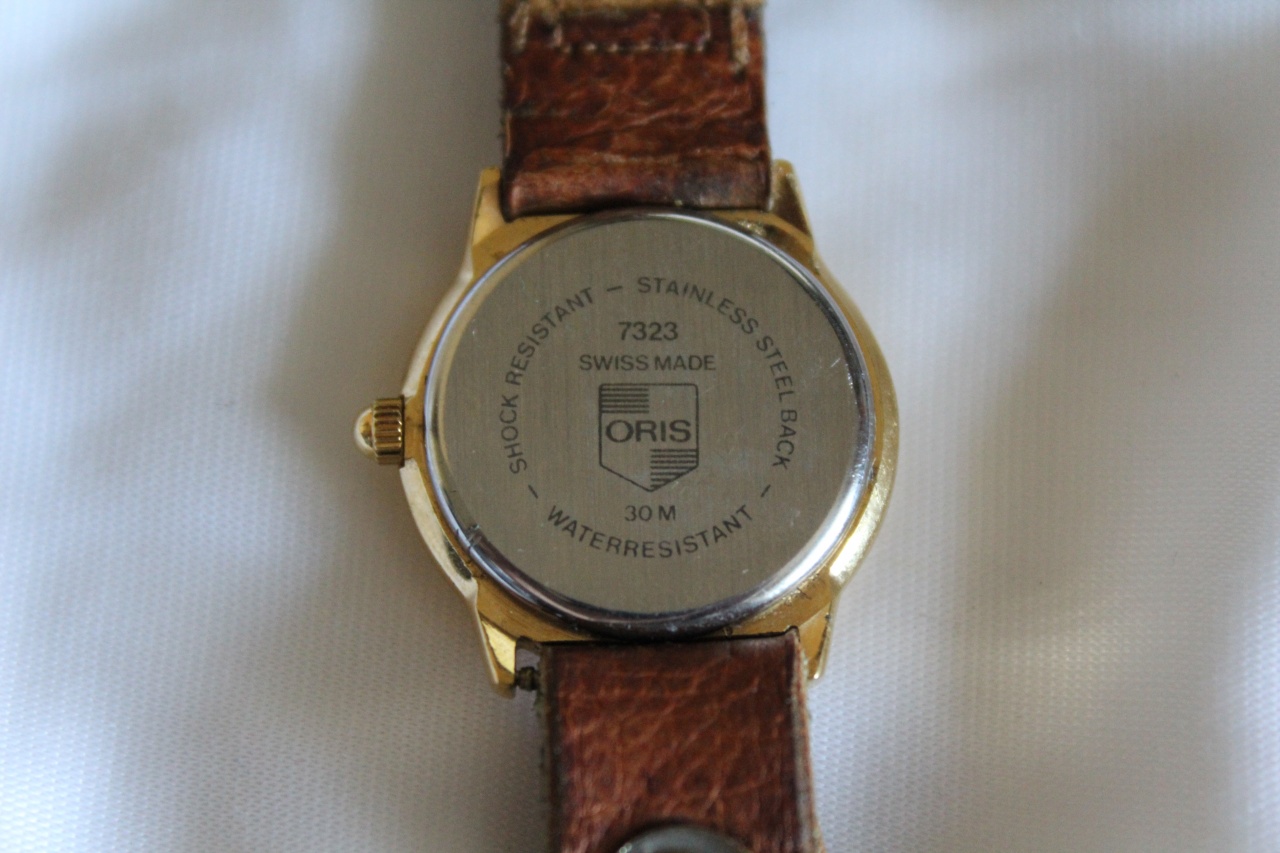 SHOCK RESISTANT – STAINLESS STEEL BACK –
7323
SWISS MADE
ORIS
30 M
WATERRESISTANT –